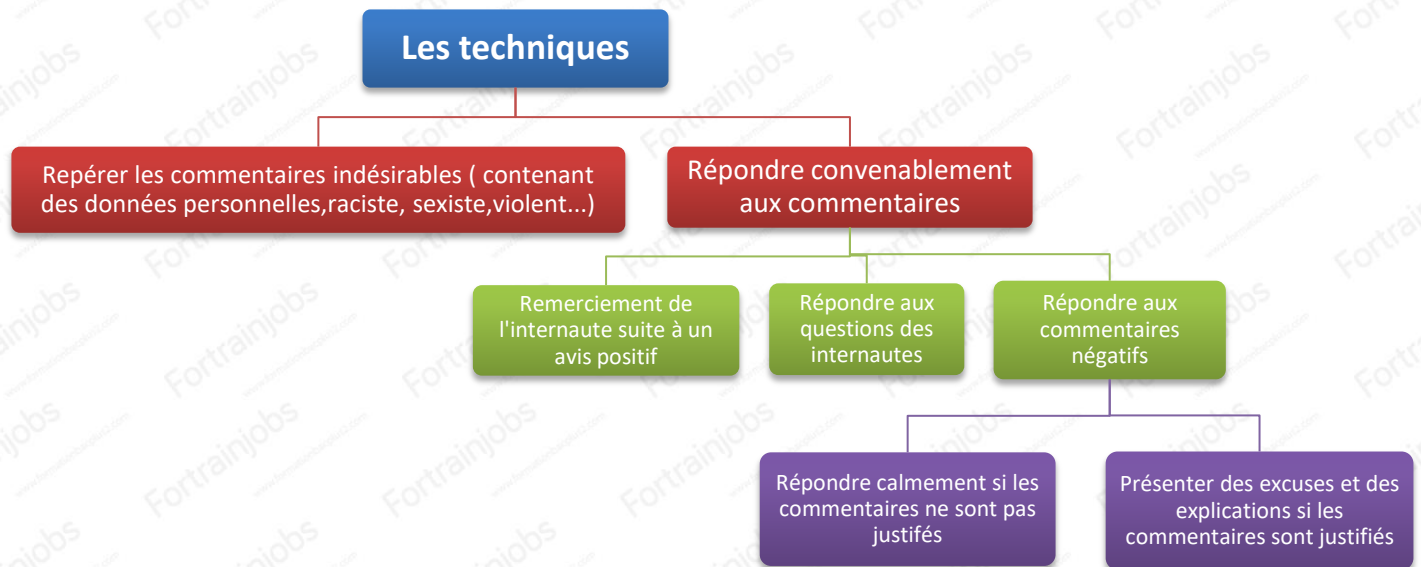 Les techniques
Repérer les commentaires indésirables ( contenant
des données personnelles,raciste, sexiste,violent...)
Répondre convenablement
aux commentaires
Remerciement de
l'internaute suite à un
avis positif
Répondre aux
questions des
internautes
Répondre aux
commentaires
négatifs
Répondre calmement si les
commentaires ne sont pas
justifés
Présenter des excuses et des
explications si les
commentaires sont justifiés
Fortrainjobs